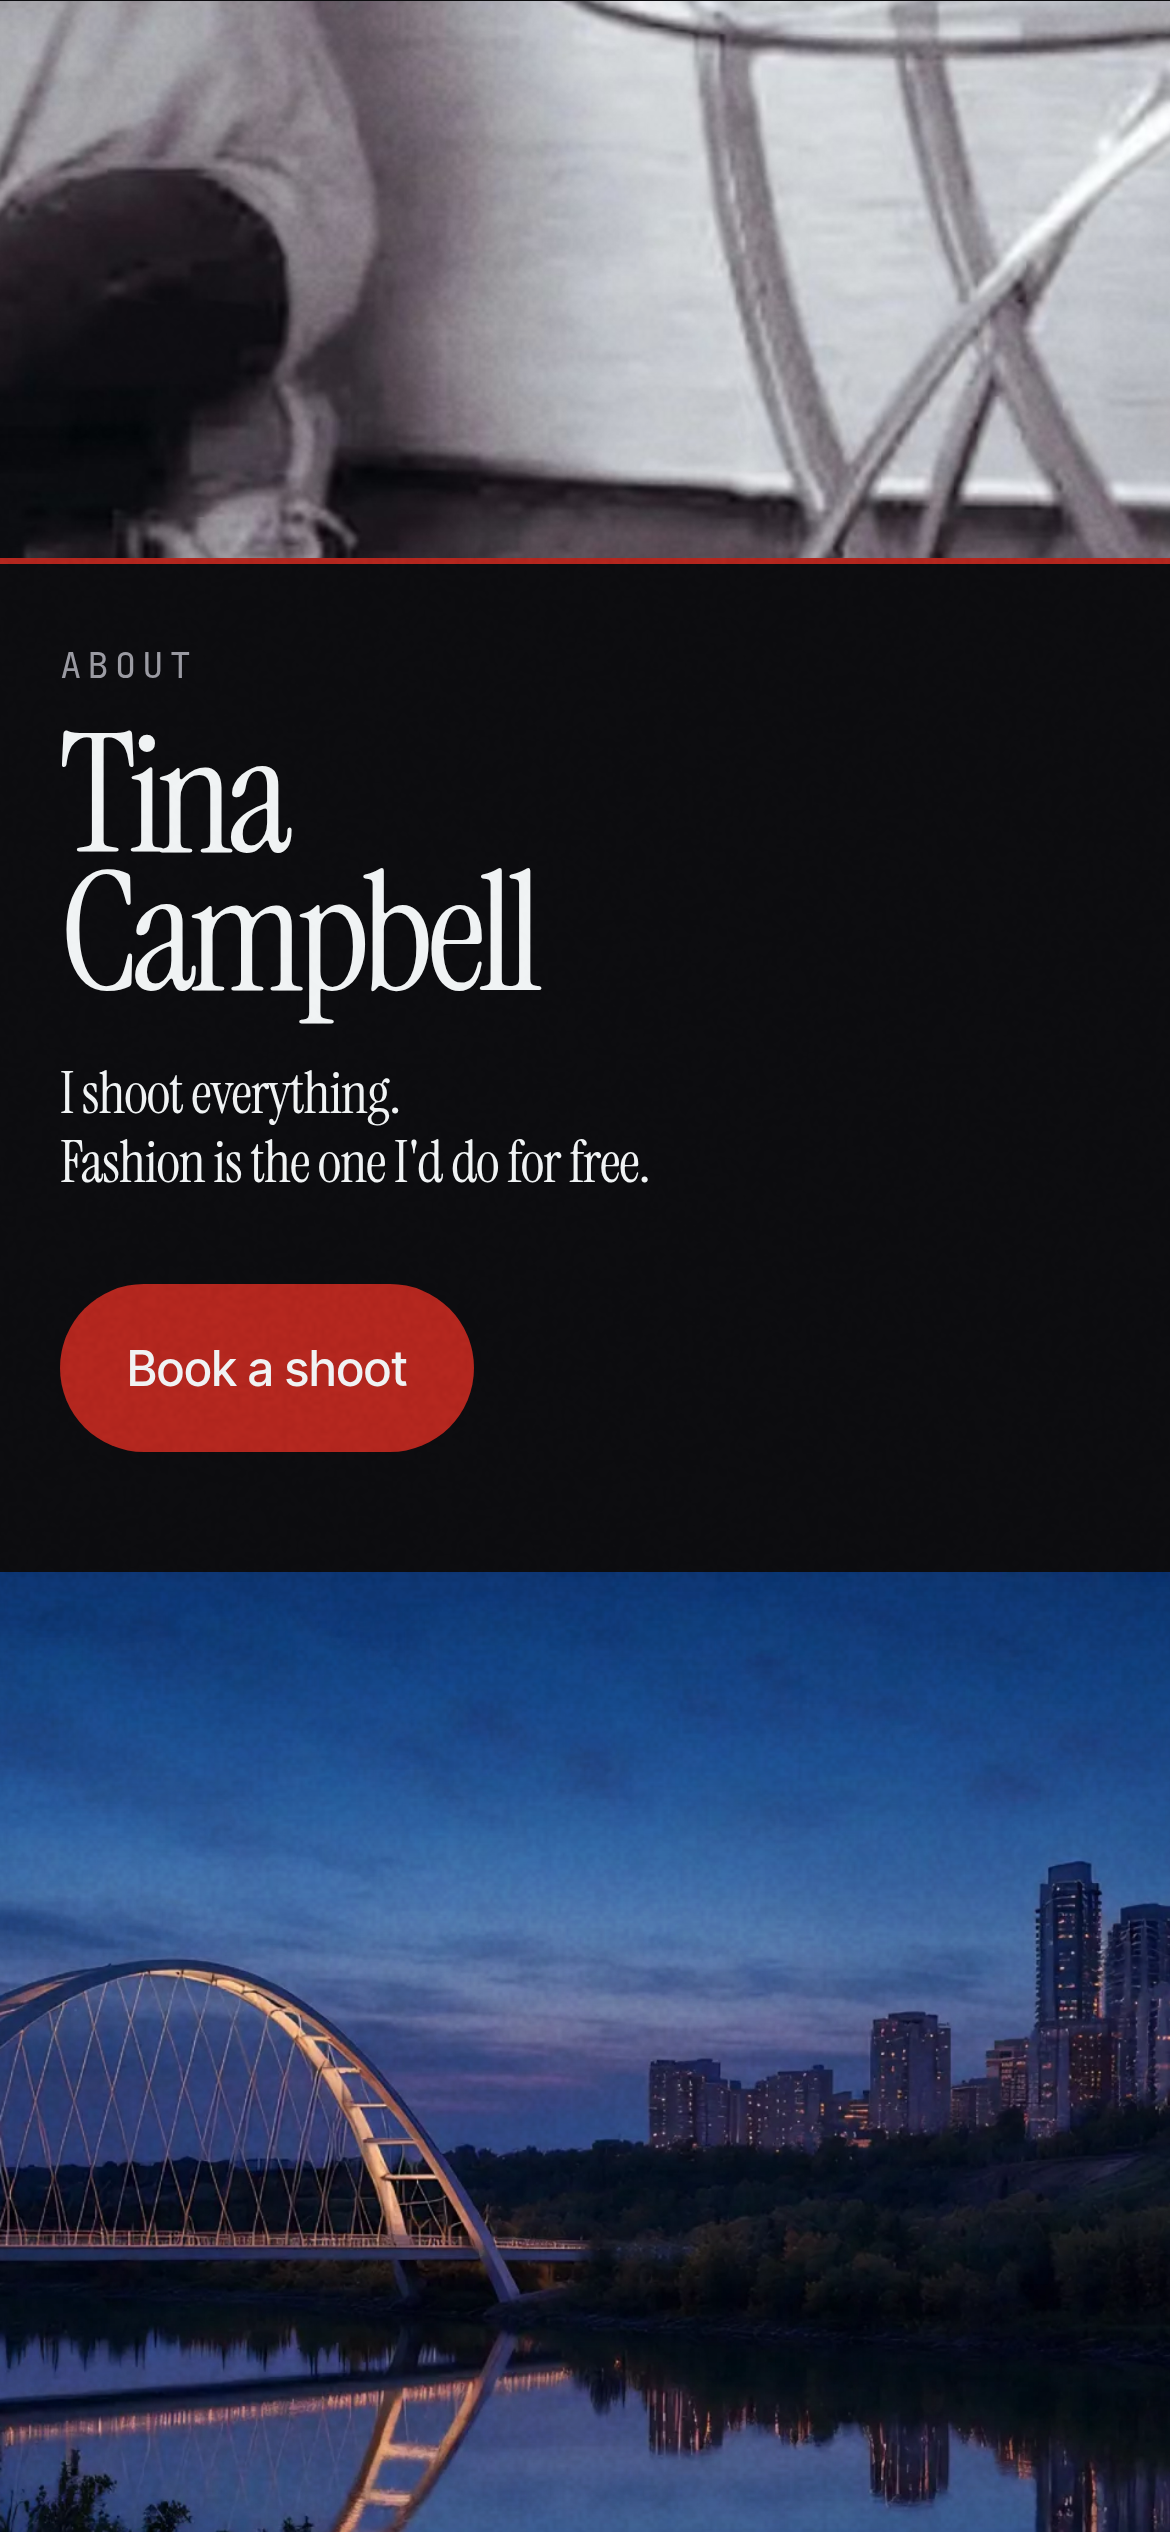 ABOUT
Tina
Campbell
I shoot everything.
Fashion is the one I'd do for free.
Book a shoot